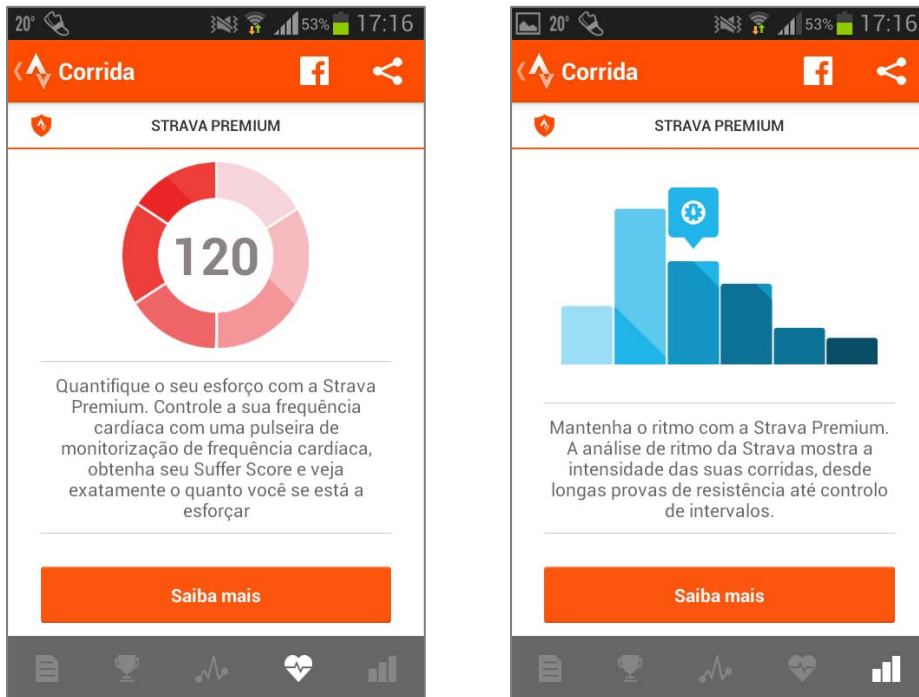 20°
53%
17:16
Corrida
STRAVA PREMIUM
120
Quantifique o seu esforço com a Strava
Premium. Controle a sua frequência
cardíaca com uma pulseira de
monitorização de frequência cardíaca,
obtenha seu Suffer Score e veja
exatamente o quanto você se está a
esforçar
Saiba mais
20°
53%
17:16
Corrida
STRAVA PREMIUM
Mantenha o ritmo com a Strava Premium.
A análise de ritmo da Strava mostra a
intensidade das suas corridas, desde
longas provas de resistência até controlo
de intervalos.
Saiba mais